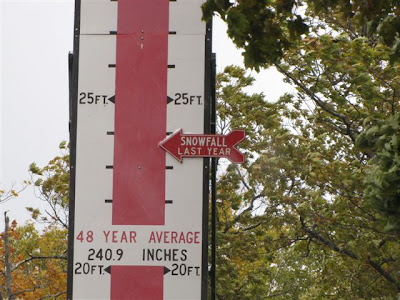 25FT. 25FT.
SNOWFALL
LAST YEAR
48 YEAR AVERAGE
240.9 INCHES
20FT. 20FT.